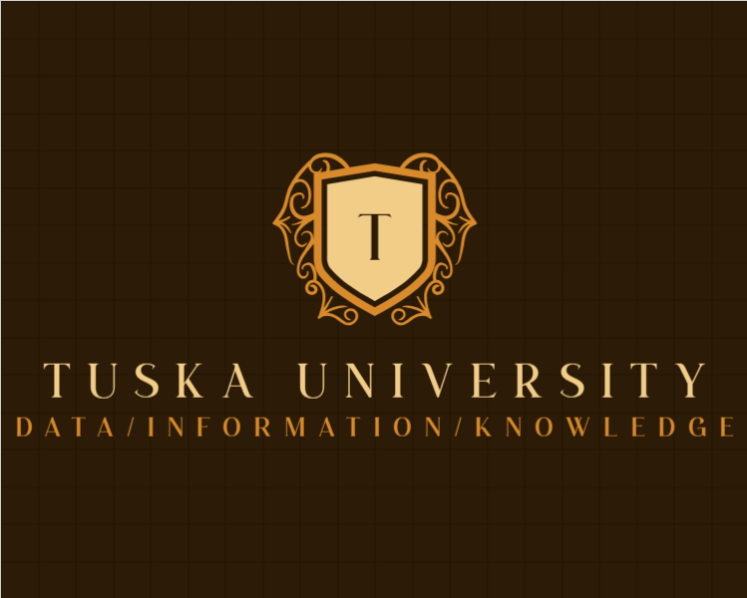 T
TUSKA UNIVERSITY
DATA/INFORMATION/KNOWLEDGE